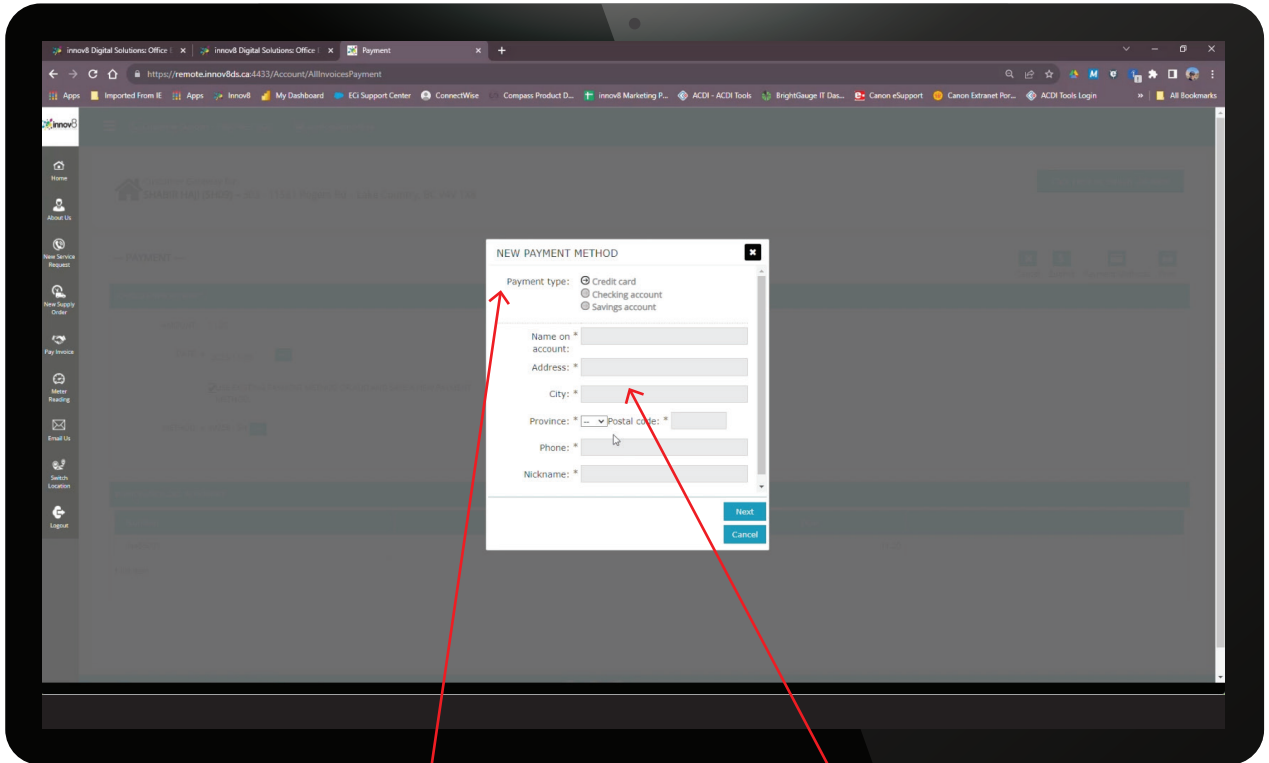 innov8 Digital Solutions: Office | × innov8 Digital Solutions: Office | × Payment × +
https://remote.innov8ds.ca:4433/Account/AllInvoicesPayment
Apps Imported From IE Apps Innov8 My Dashboard ECi Support Center ConnectWise Compass Product D... innov8 Marketing P... ACDI - ACDI Tools BrightGauge IT Das... Canon eSupport Canon Extranet Por... ACDI Tools Login » All Bookmarks
innov8
Home
About Us
New Service
Request
New Supply
Order
Pay Invoice
Meter
Reading
Email Us
Switch
Location
Logout
-- PAYMENT --
NEW PAYMENT METHOD
Payment type: Credit card
Checking account
Savings account
Name on *
account:
Address: *
City: *
Province: * -- Postal code: *
Phone: *
Nickname: *
Next
Cancel